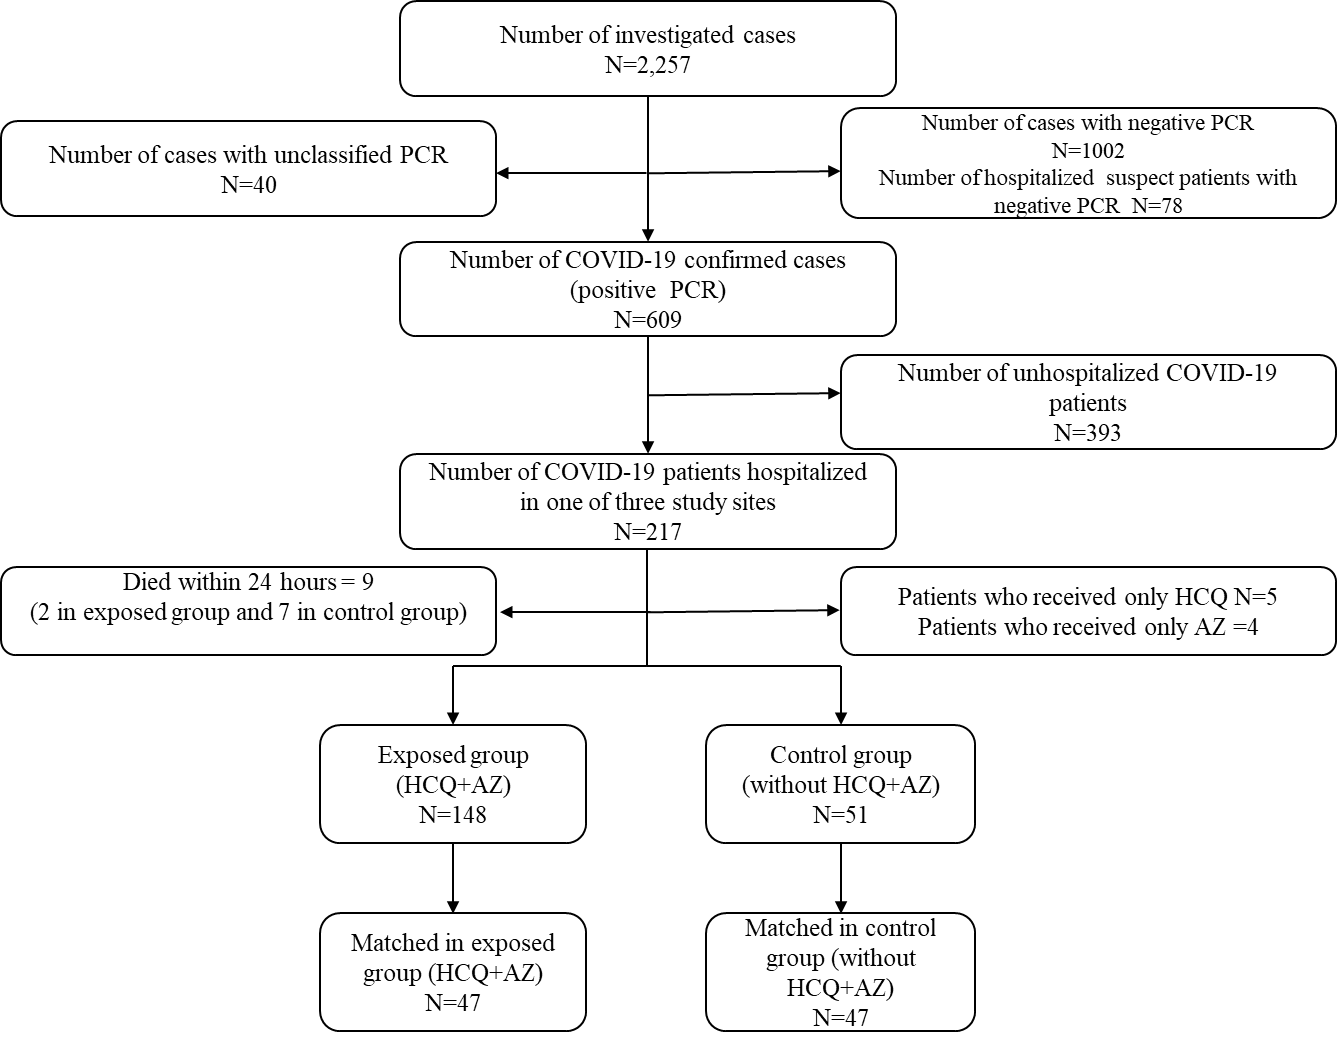 Number of investigated cases
N=2,257
Number of cases with unclassified PCR
N=40
Number of cases with negative PCR
N=1002
Number of hospitalized suspect patients with
negative PCR N=78
Number of COVID-19 confirmed cases
(positive PCR)
N=609
Number of unhospitalized COVID-19
patients
N=393
Number of COVID-19 patients hospitalized
in one of three study sites
N=217
Died within 24 hours = 9
(2 in exposed group and 7 in control group)
Patients who received only HCQ N=5
Patients who received only AZ =4
Exposed group
(HCQ+AZ)
N=148
Control group
(without HCQ+AZ)
N=51
Matched in exposed
group (HCQ+AZ)
N=47
Matched in control
group (without
HCQ+AZ)
N=47